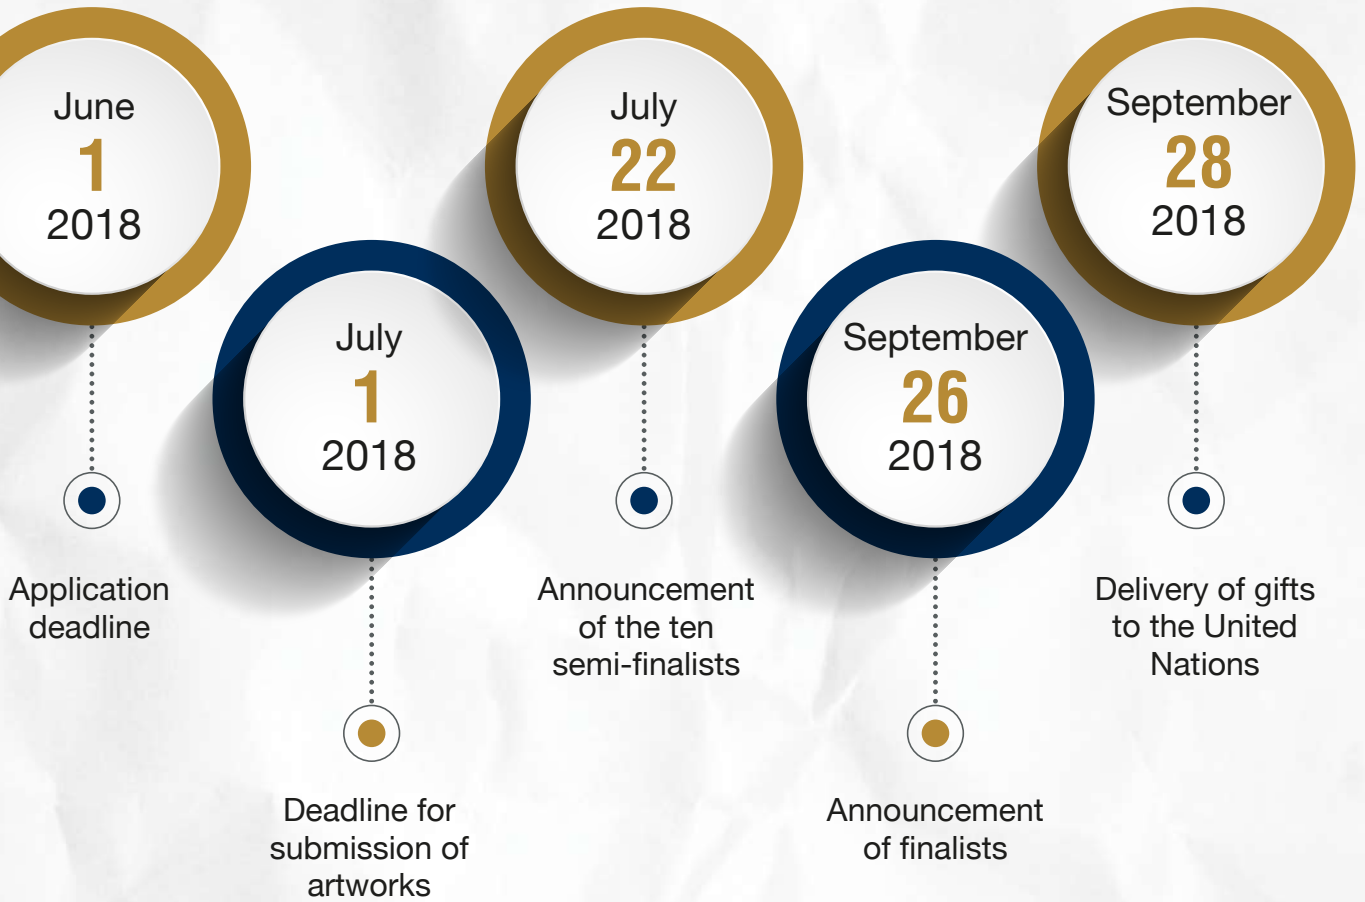 June
1
2018
Application
deadline
July
1
2018
Deadline for
submission of
artworks
July
22
2018
Announcement
of the ten
semi-finalists
September
26
2018
Announcement
of finalists
September
28
2018
Delivery of gifts
to the United
Nations